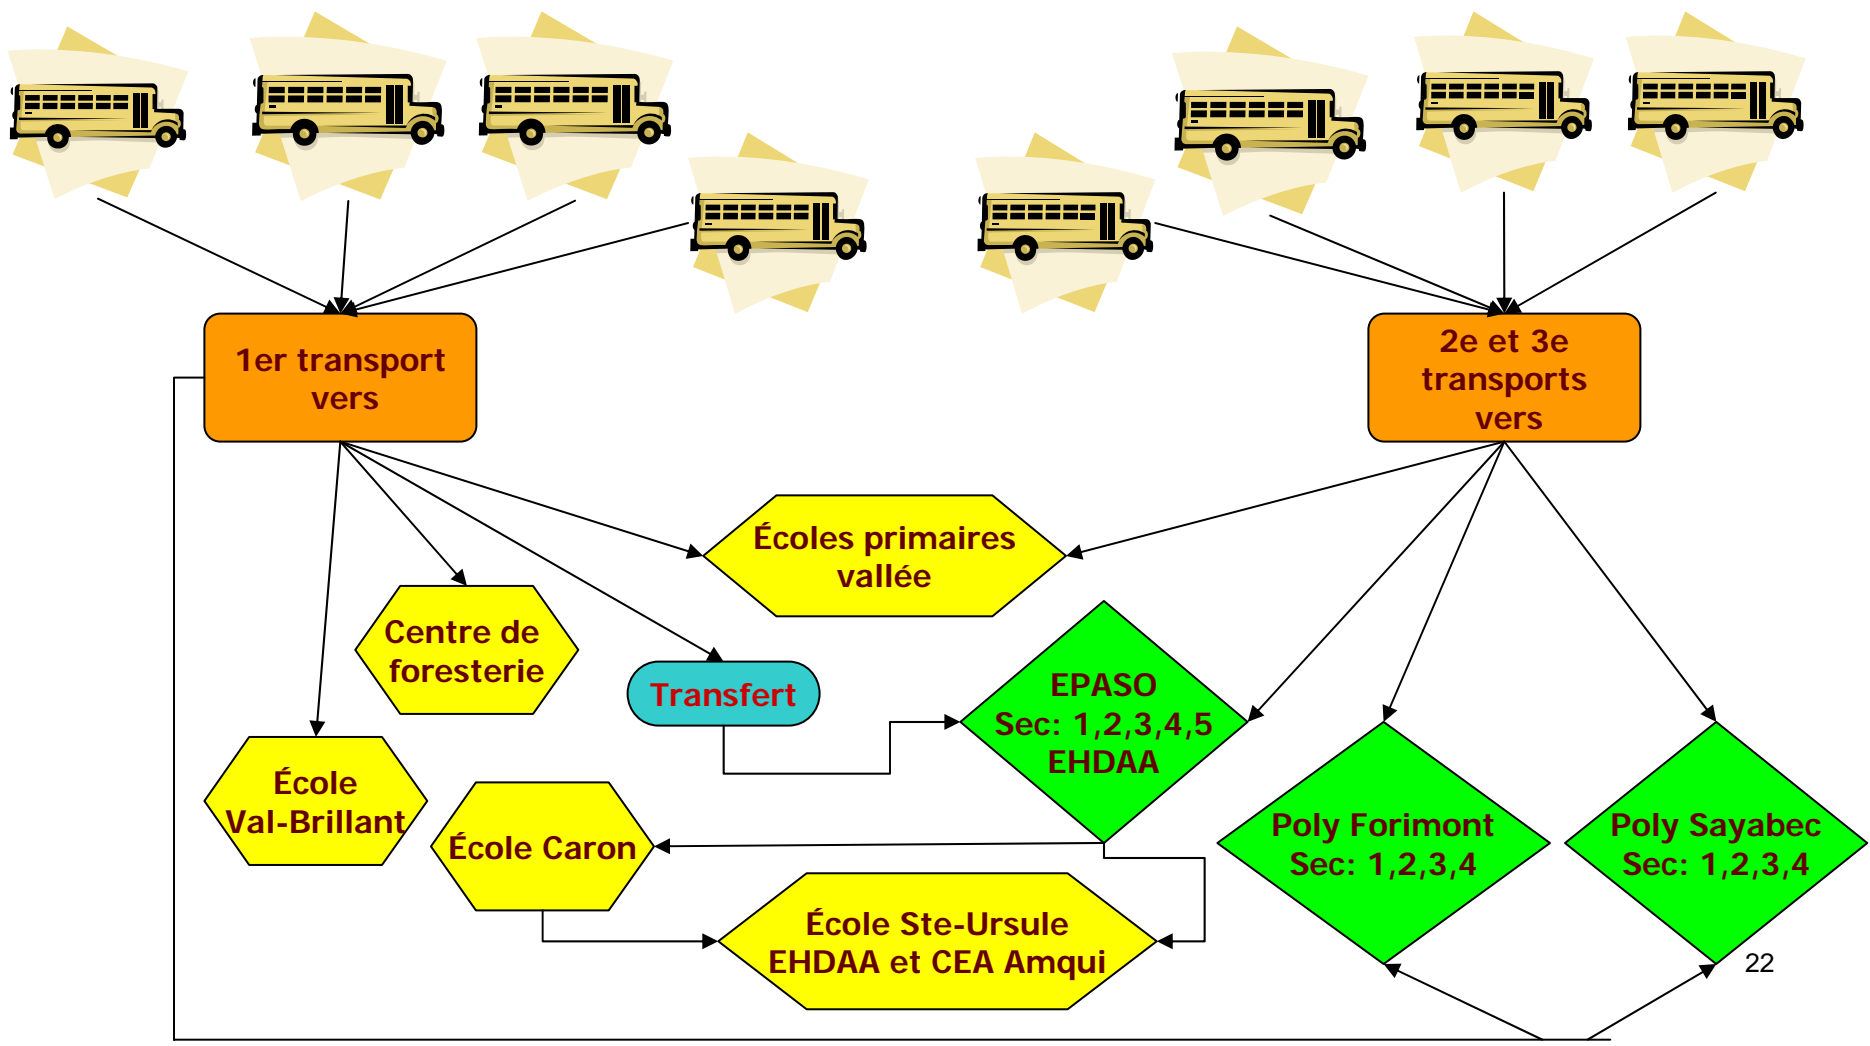 1er transport
vers
2e et 3e
transports
vers
Écoles primaires
vallée
Centre de
foresterie
Transfert
EPASO
Sec: 1,2,3,4,5
EHDAA
École
Val-Brillant
École Caron
Poly Forimont
Sec: 1,2,3,4
Poly Sayabec
Sec: 1,2,3,4
École Ste-Ursule
EHDAA et CEA Amqui
22